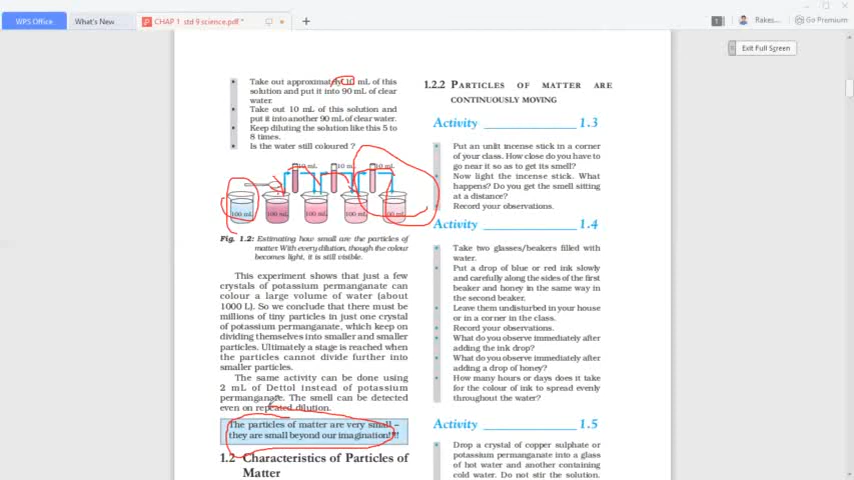 WPS Office
What's New
CHAP 1 std 9 science.pdf *
+
1
Rakes...
Go Premium
Exit Full Screen
Take out approximately 10 mL of this
solution and put it into 90 mL of clear
water.
Take out 10 mL of this solution and
put it into another 90 mL of clear water.
Keep diluting the solution like this 5 to
8 times.
Is the water still coloured ?
10 mL 10 mL 10 mL
100 mL 100 mL 100 mL 100 mL 100 mL
Fig. 1.2: Estimating how small are the particles of
matter. With every dilution, though the colour
becomes light, it is still visible.
This experiment shows that just a few
crystals of potassium permanganate can
colour a large volume of water (about
1000 L). So we conclude that there must be
millions of tiny particles in just one crystal
of potassium permanganate, which keep on
dividing themselves into smaller and smaller
particles. Ultimately a stage is reached when
the particles cannot divide further into
smaller particles.
The same activity can be done using
2 mL of Dettol instead of potassium
permanganate. The smell can be detected
even on repeated dilution.
The particles of matter are very small –
they are small beyond our imagination!!!!
1.2 Characteristics of Particles of
Matter
1.2.2 PARTICLES OF MATTER ARE
CONTINUOUSLY MOVING
Activity 1.3
Put an unlit incense stick in a corner
of your class. How close do you have to
go near it so as to get its smell?
Now light the incense stick. What
happens? Do you get the smell sitting
at a distance?
Record your observations.
Activity 1.4
Take two glasses/beakers filled with
water.
Put a drop of blue or red ink slowly
and carefully along the sides of the first
beaker and honey in the same way in
the second beaker.
Leave them undisturbed in your house
or in a corner in the class.
Record your observations.
What do you observe immediately after
adding the ink drop?
What do you observe immediately after
adding a drop of honey?
How many hours or days does it take
for the colour of ink to spread evenly
throughout the water?
Activity 1.5
Drop a crystal of copper sulphate or
potassium permanganate into a glass
of hot water and another containing
cold water. Do not stir the solution.